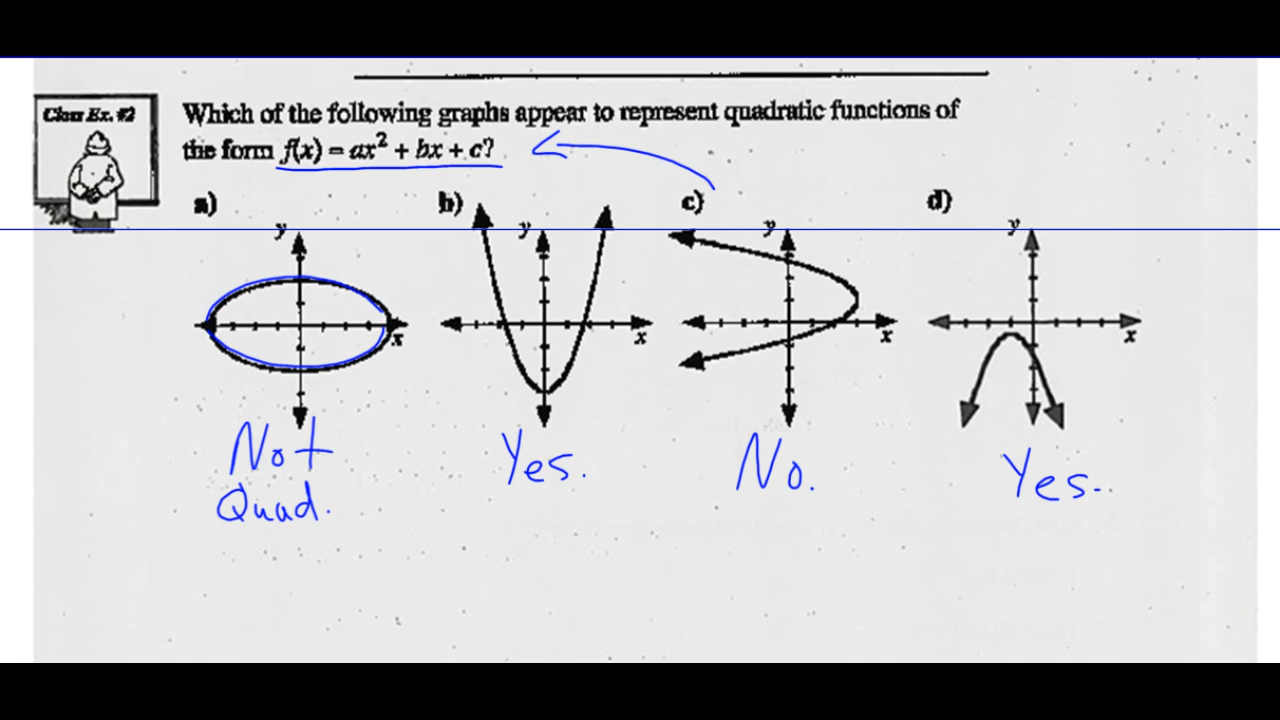 Class Ex. #2
Which of the following graphs appear to represent quadratic functions of
the form f(x) = ax² + bx + c?
a) b) c) d)
y y y y
x x x x
Not Yes. No. Yes.
Quad.